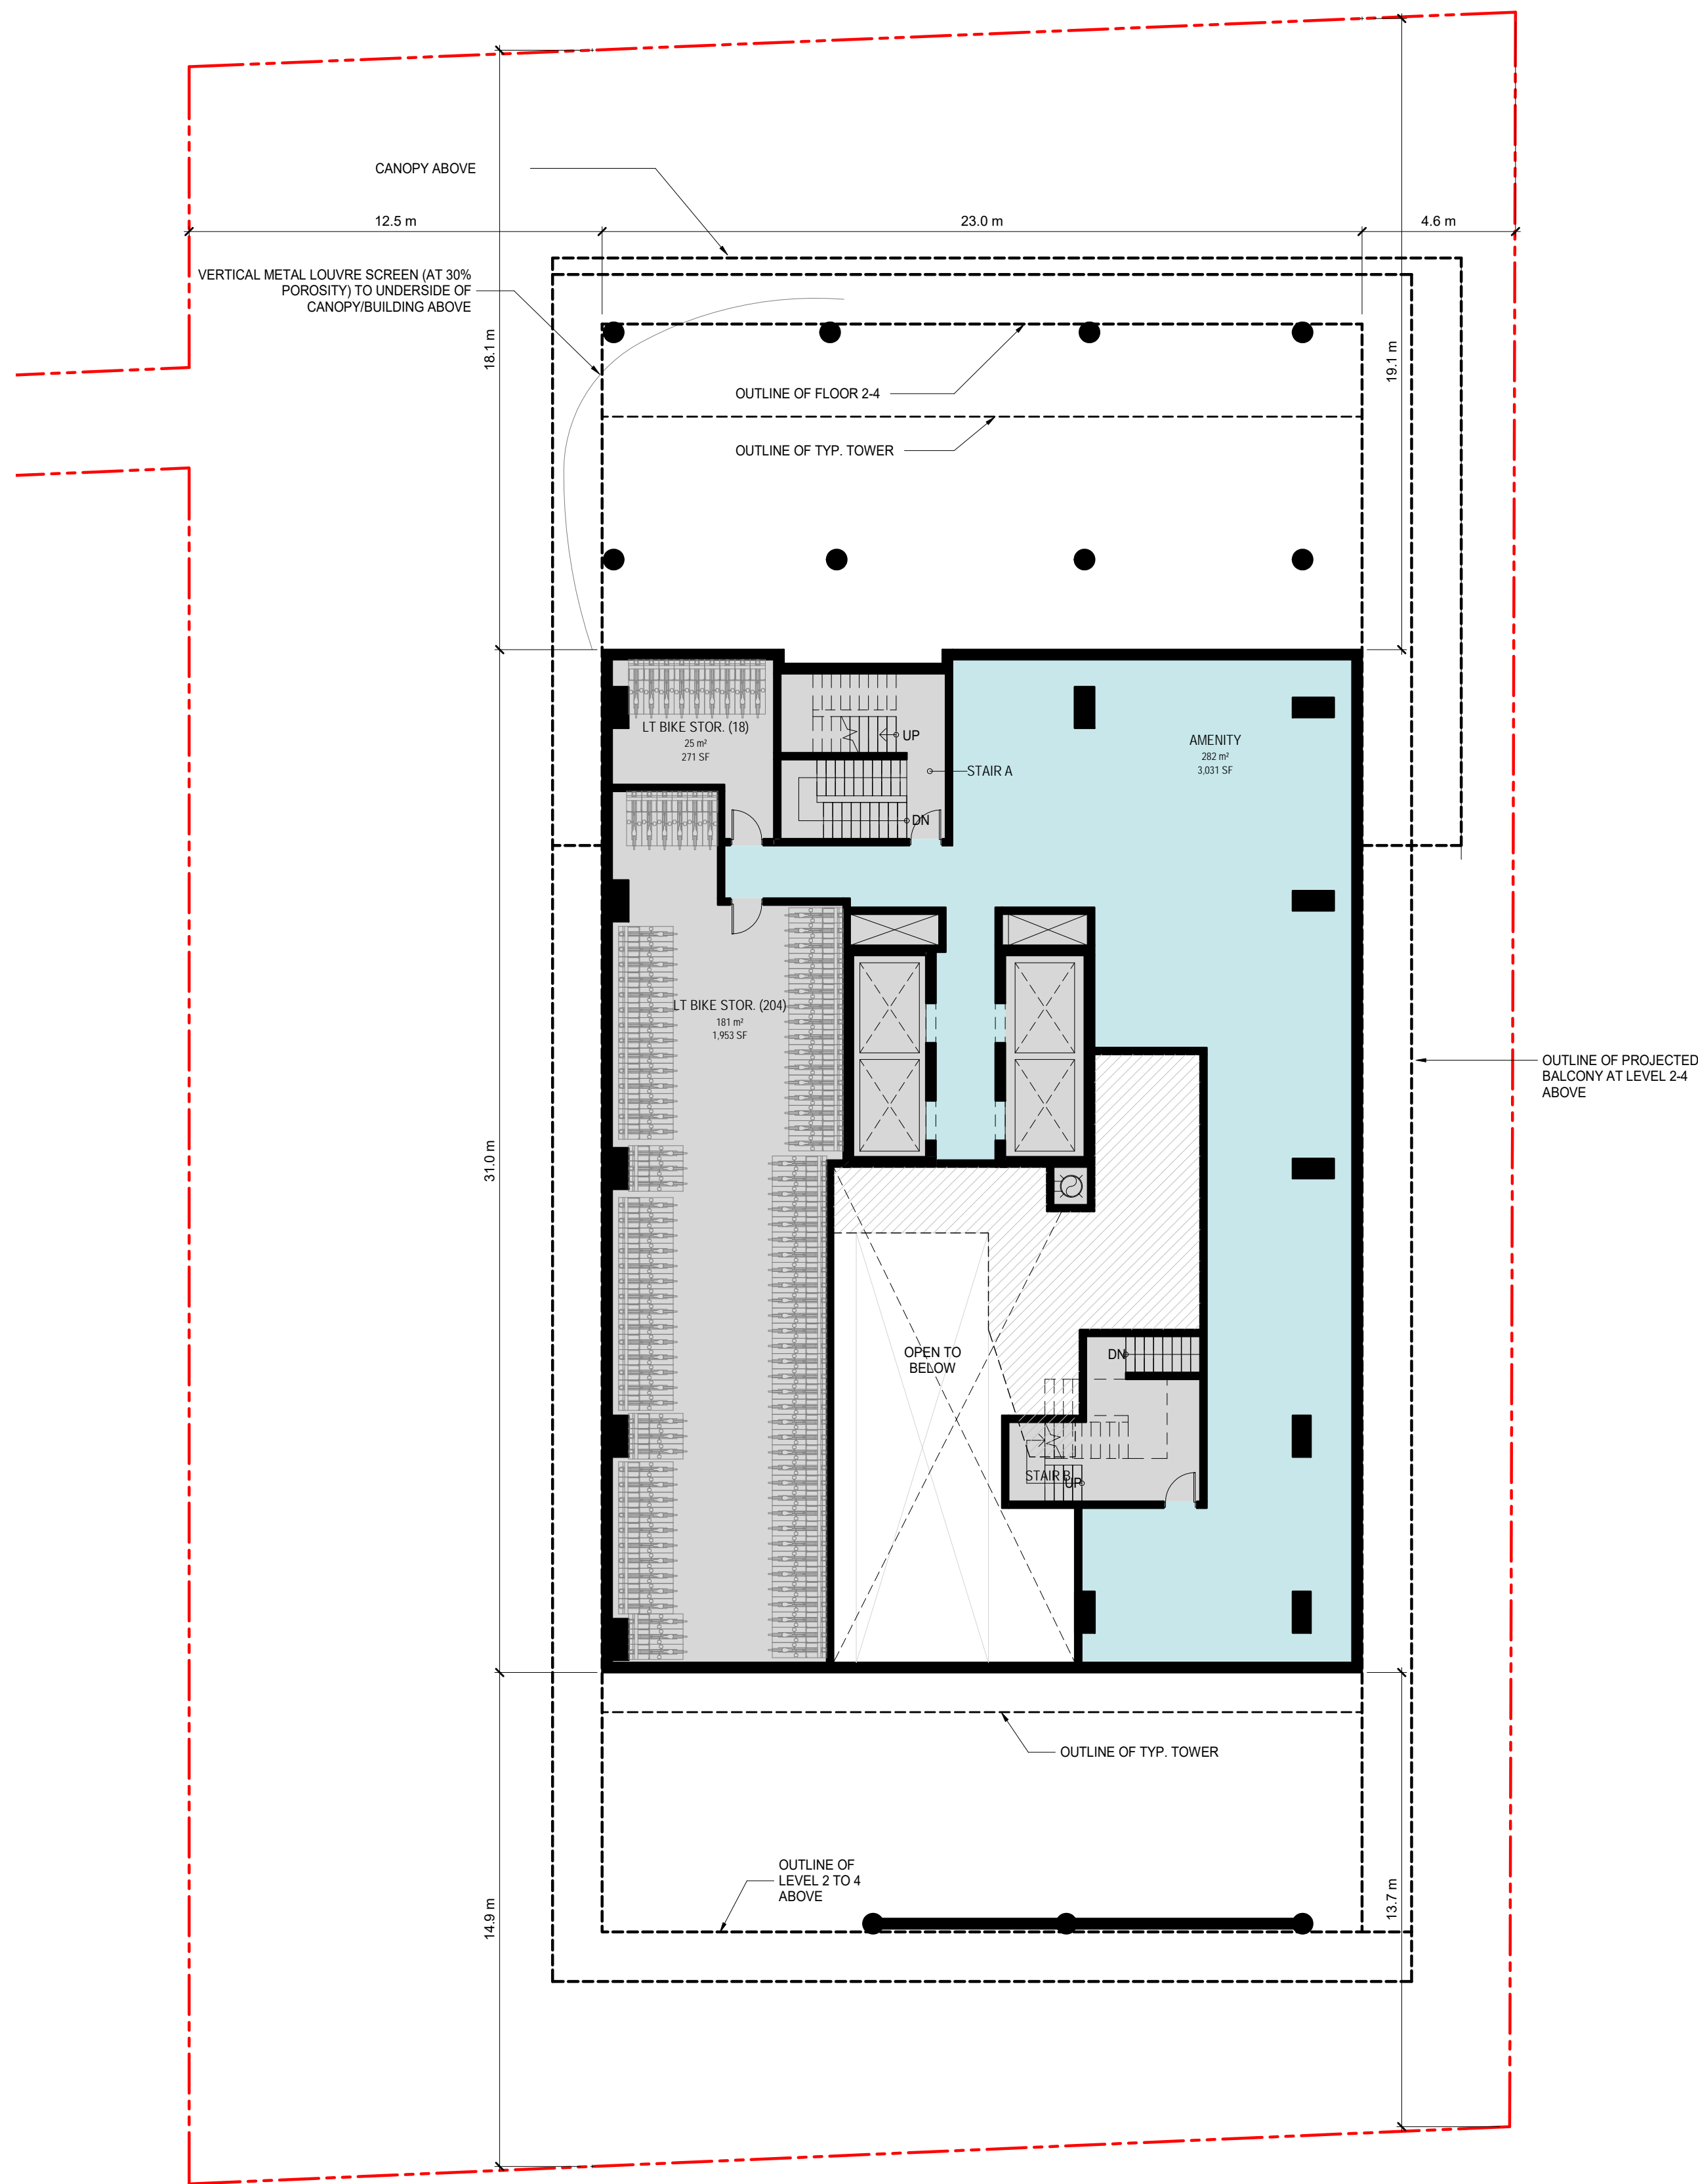 CANOPY ABOVE
12.5 m
23.0 m
4.6 m
VERTICAL METAL LOUVRE SCREEN (AT 30%
POROSITY) TO UNDERSIDE OF
CANOPY/BUILDING ABOVE
18.1 m
19.1 m
OUTLINE OF FLOOR 2-4
OUTLINE OF TYP. TOWER
LT BIKE STOR. (18)
25 m²
271 SF
UP
STAIR A
DN
AMENITY
282 m²
3,031 SF
LT BIKE STOR. (204)
181 m²
1,953 SF
OUTLINE OF PROJECTED
BALCONY AT LEVEL 2-4
ABOVE
31.0 m
OPEN TO
BELOW
DN
STAIR B
UP
OUTLINE OF TYP. TOWER
OUTLINE OF
LEVEL 2 TO 4
ABOVE
14.9 m
13.7 m